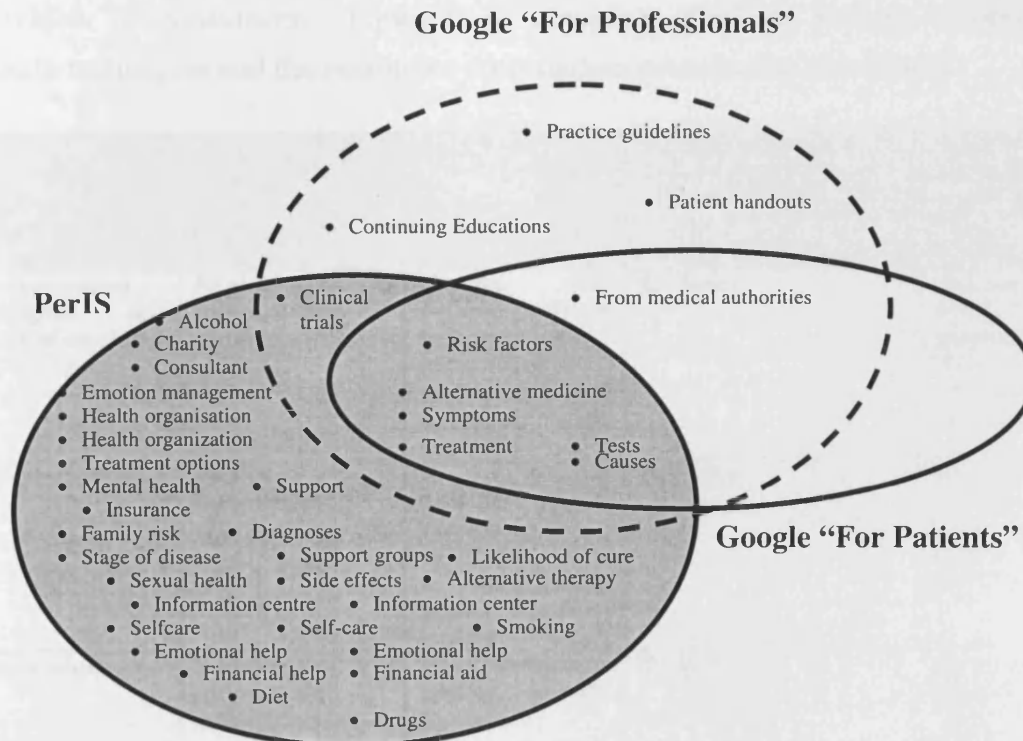 Google “For Professionals”
• Practice guidelines
• Patient handouts
• Continuing Educations
PerIS
• Clinical
trials
• From medical authorities
• Alcohol
• Charity
• Risk factors
• Consultant
• Emotion management
• Alternative medicine
• Health organisation
• Symptoms
• Health organization
• Treatment
• Tests
• Treatment options
• Causes
• Mental health
• Support
• Insurance
• Family risk
• Diagnoses
Google “For Patients”
• Stage of disease
• Support groups
• Likelihood of cure
• Sexual health
• Side effects
• Alternative therapy
• Information centre
• Information center
• Selfcare
• Self-care
• Smoking
• Emotional help
• Emotional help
• Financial help
• Financial aid
• Diet
• Drugs